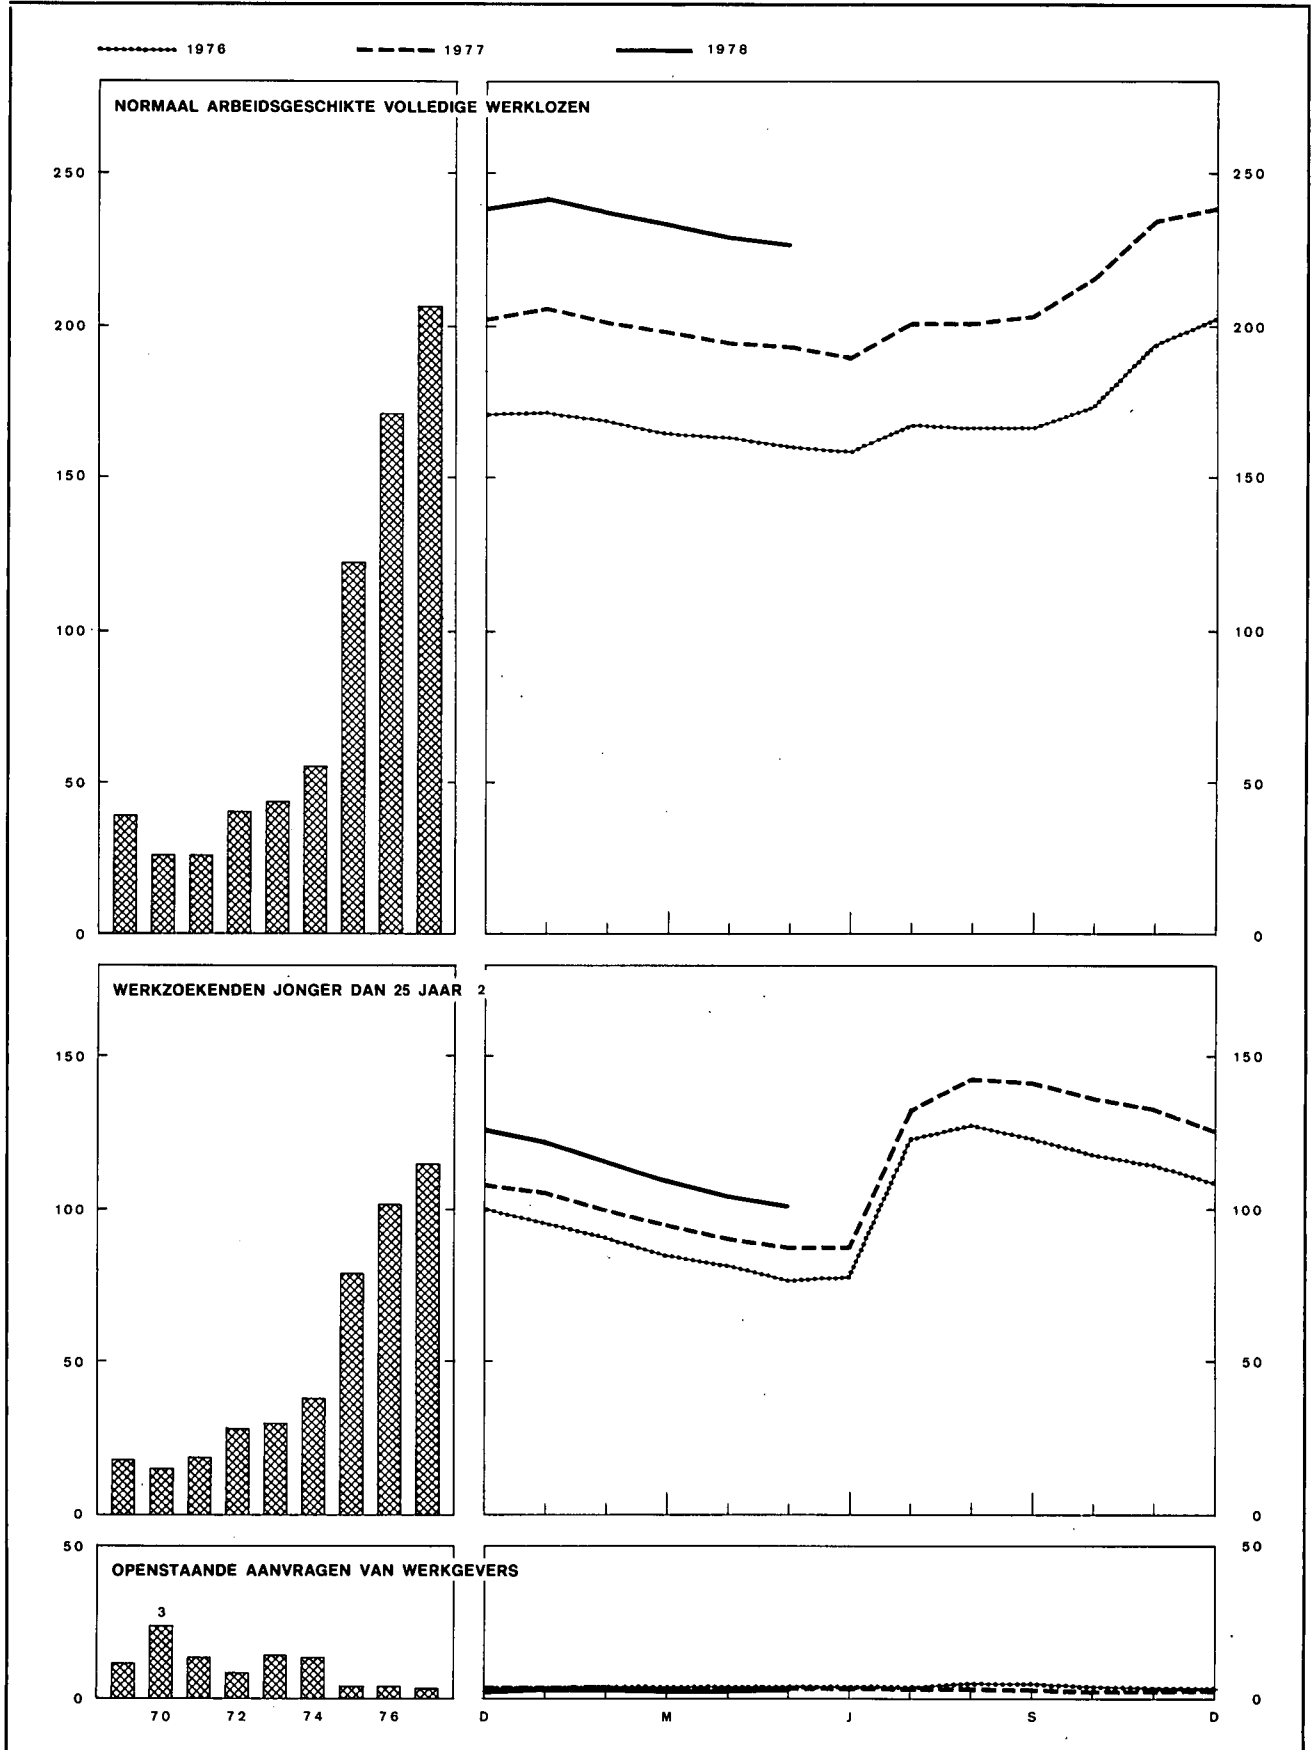 1976 1977 1978
NORMAAL ARBEIDSGESCHIKTE VOLLEDIGE WERKLOZEN
250 250
200 200
150 150
100 100
50 50
0 0
WERKZOEKENDEN JONGER DAN 25 JAAR 2
150 150
100 100
50 50
0 0
50 50
OPENSTAANDE AANVRAGEN VAN WERKGEVERS
3
0 0
70 72 74 76 D M J S D